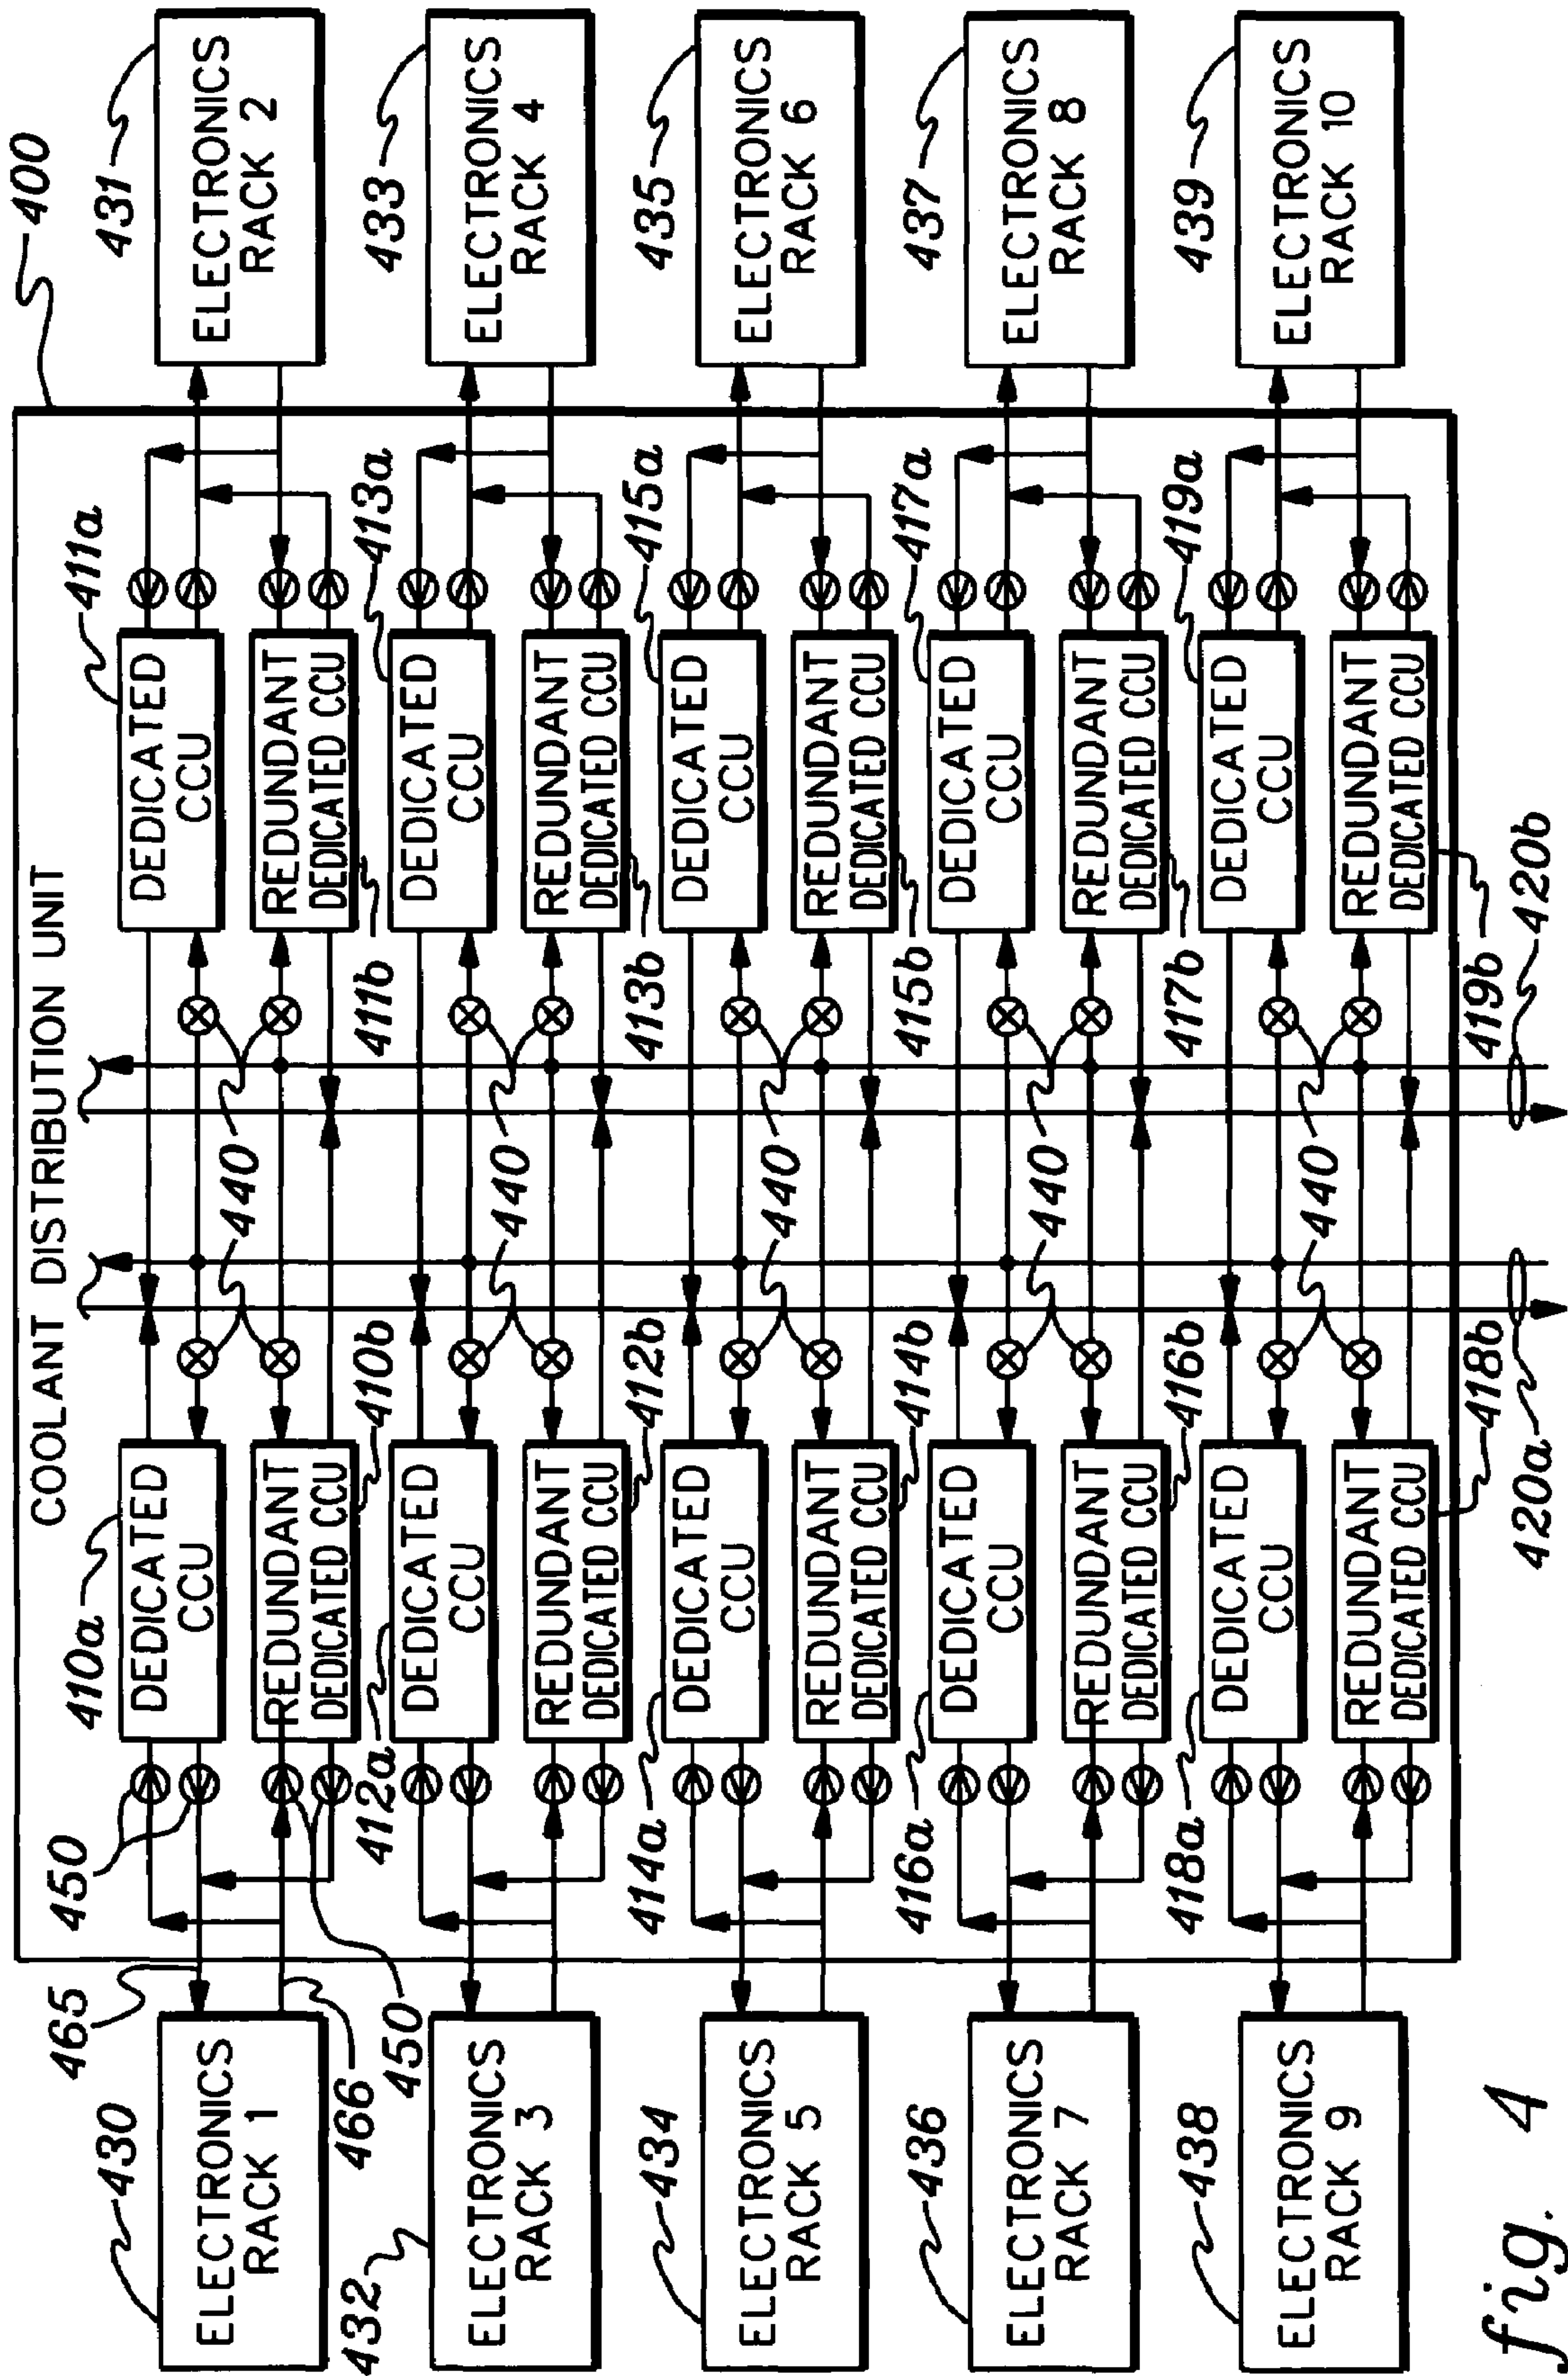 COOLANT DISTRIBUTION UNIT
400
430
ELECTRONICS
RACK 1
465
466
450
450
410a
DEDICATED
CCU
REDUNDANT
DEDICATED CCU
410b
440
440
411a
DEDICATED
CCU
REDUNDANT
DEDICATED CCU
411b
431
ELECTRONICS
RACK 2
432
ELECTRONICS
RACK 3
412a
DEDICATED
CCU
REDUNDANT
DEDICATED CCU
412b
440
440
413a
DEDICATED
CCU
REDUNDANT
DEDICATED CCU
413b
433
ELECTRONICS
RACK 4
434
ELECTRONICS
RACK 5
414a
DEDICATED
CCU
REDUNDANT
DEDICATED CCU
414b
440
440
415a
DEDICATED
CCU
REDUNDANT
DEDICATED CCU
415b
435
ELECTRONICS
RACK 6
436
ELECTRONICS
RACK 7
416a
DEDICATED
CCU
REDUNDANT
DEDICATED CCU
416b
440
440
417a
DEDICATED
CCU
REDUNDANT
DEDICATED CCU
417b
437
ELECTRONICS
RACK 8
438
ELECTRONICS
RACK 9
418a
DEDICATED
CCU
REDUNDANT
DEDICATED CCU
418b
440
440
419a
DEDICATED
CCU
REDUNDANT
DEDICATED CCU
419b
439
ELECTRONICS
RACK 10
420a
420b
fig. 4